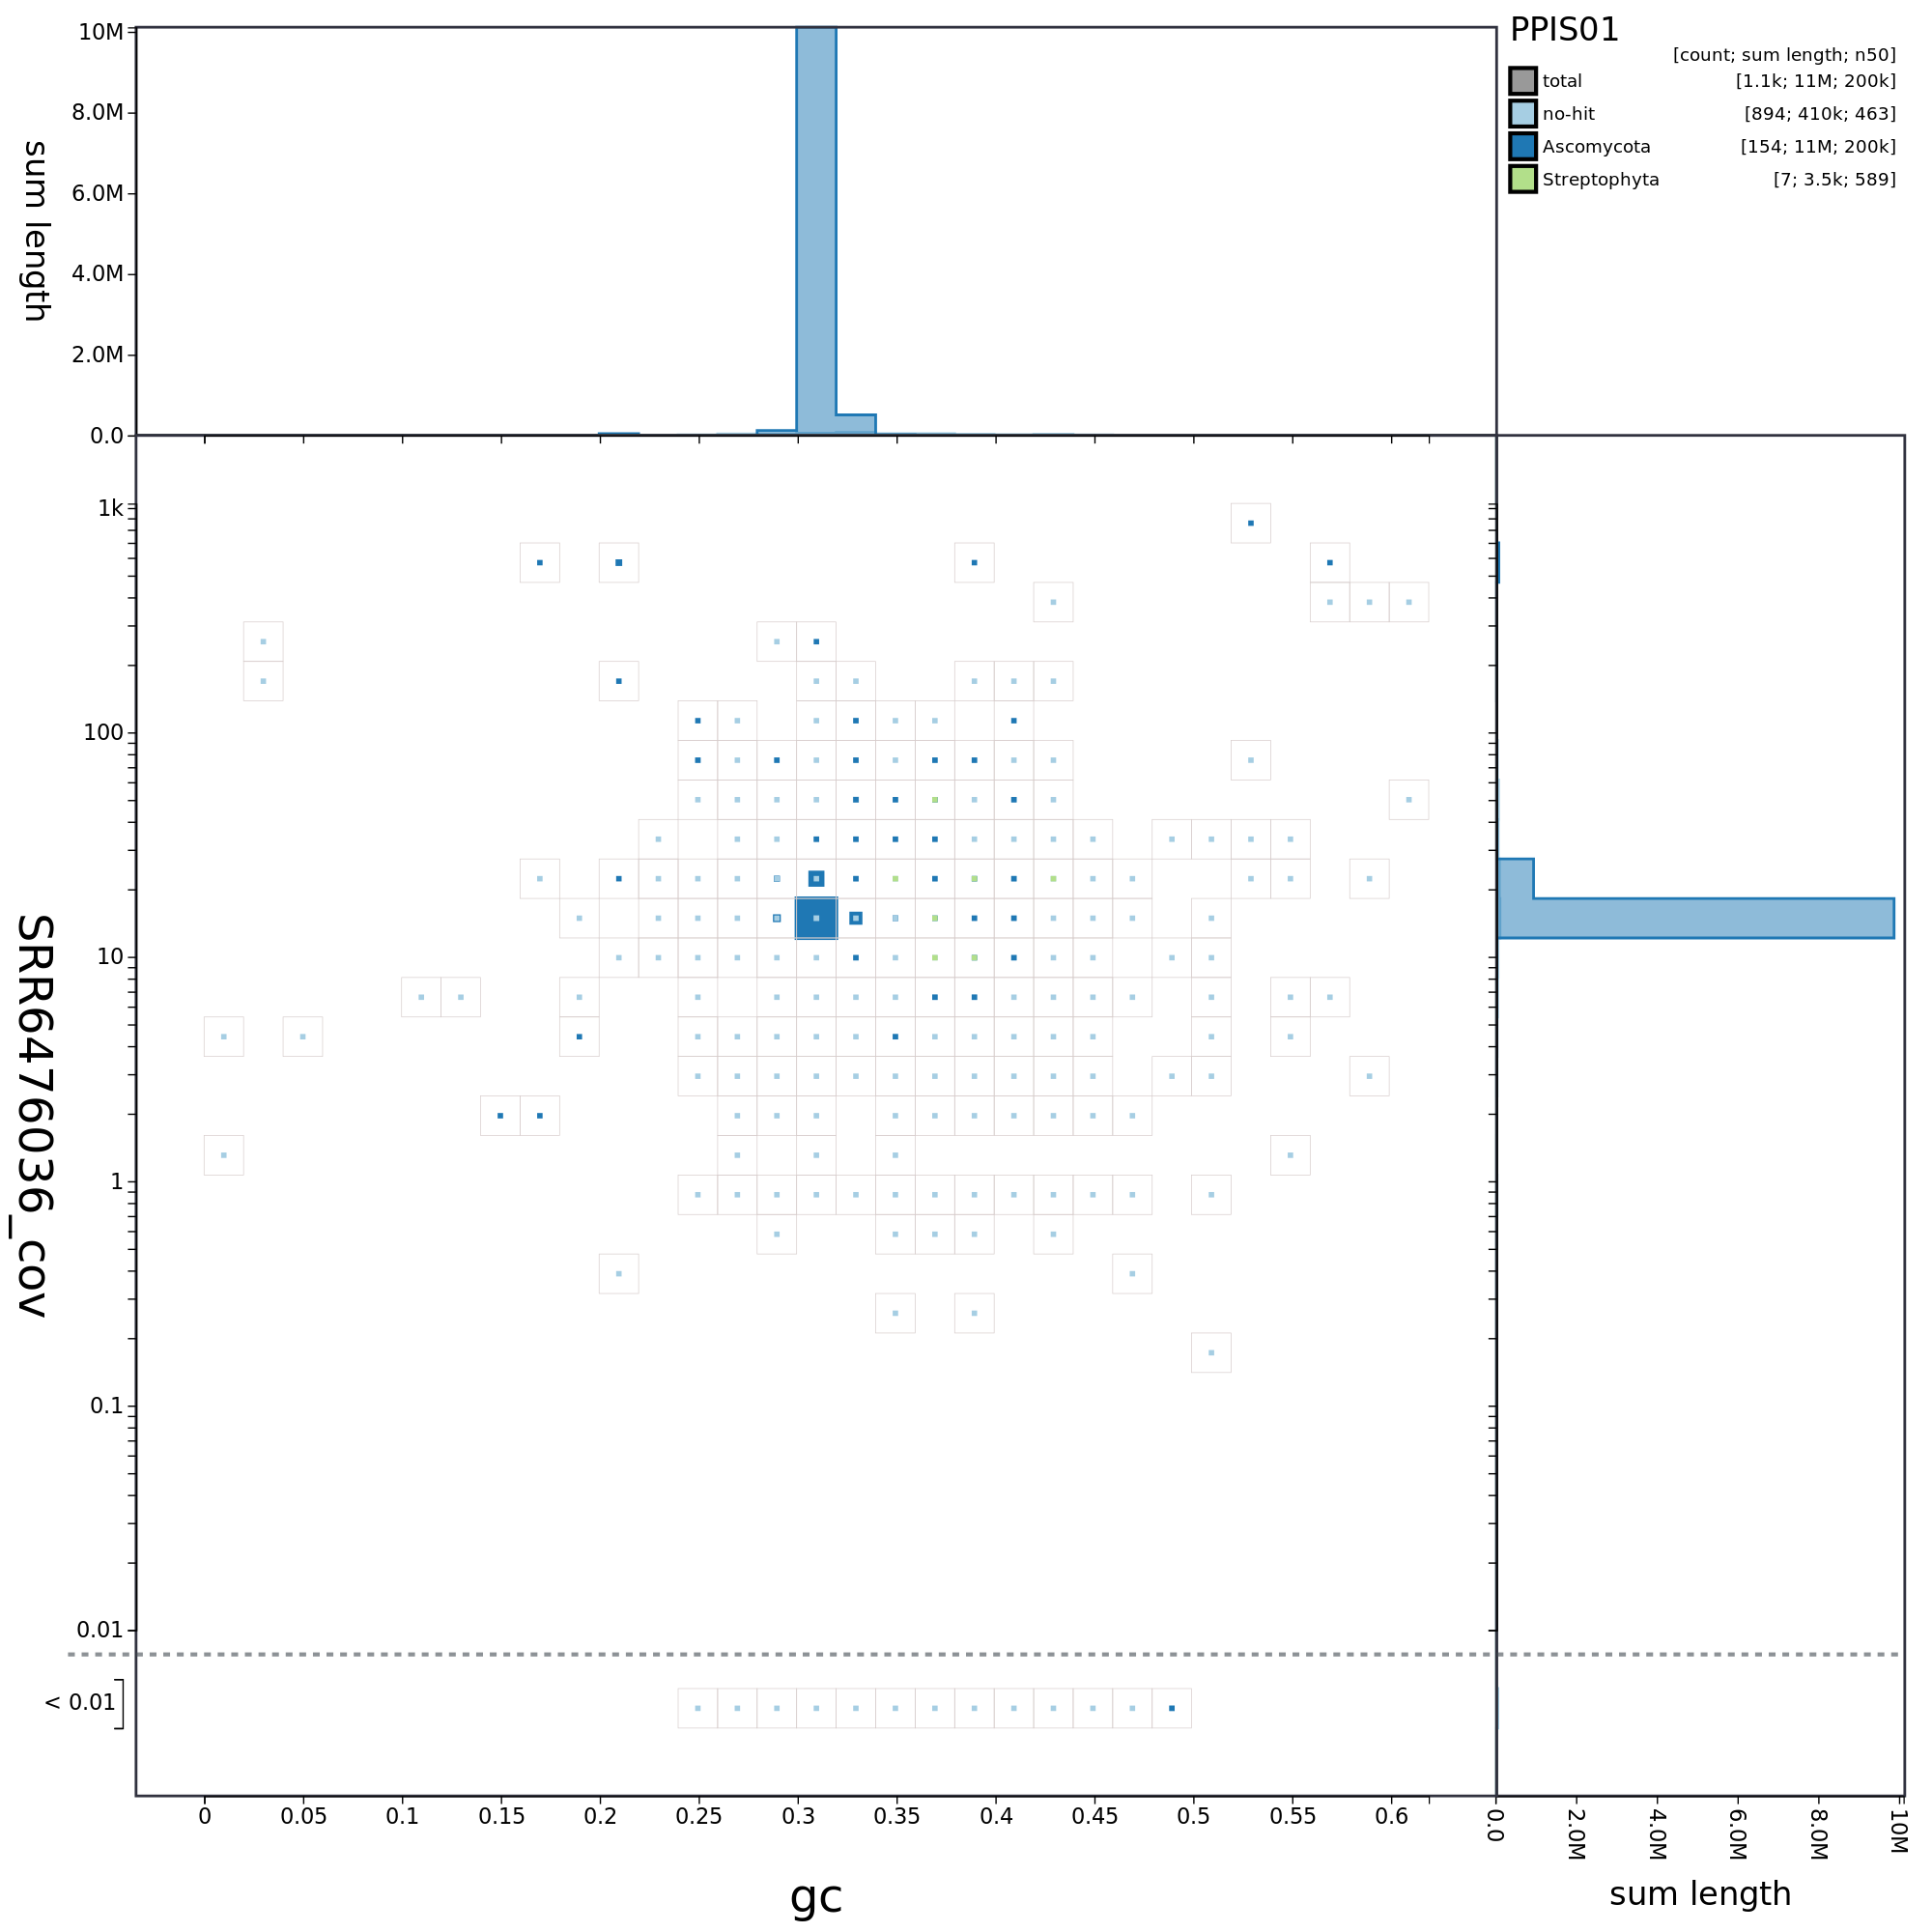 PPIS01
[count; sum length; n50]
total [1.1k; 11M; 200k]
no-hit [894; 410k; 463]
Ascomycota [154; 11M; 200k]
Streptophyta [7; 3.5k; 589]
sum length
10M
8.0M
6.0M
4.0M
2.0M
0.0
SRR6476036_cov
1k
100
10
1
0.1
0.01
< 0.01
0 0.05 0.1 0.15 0.2 0.25 0.3 0.35 0.4 0.45 0.5 0.55 0.6
gc
0.0 2.0M 4.0M 6.0M 8.0M 10M
sum length